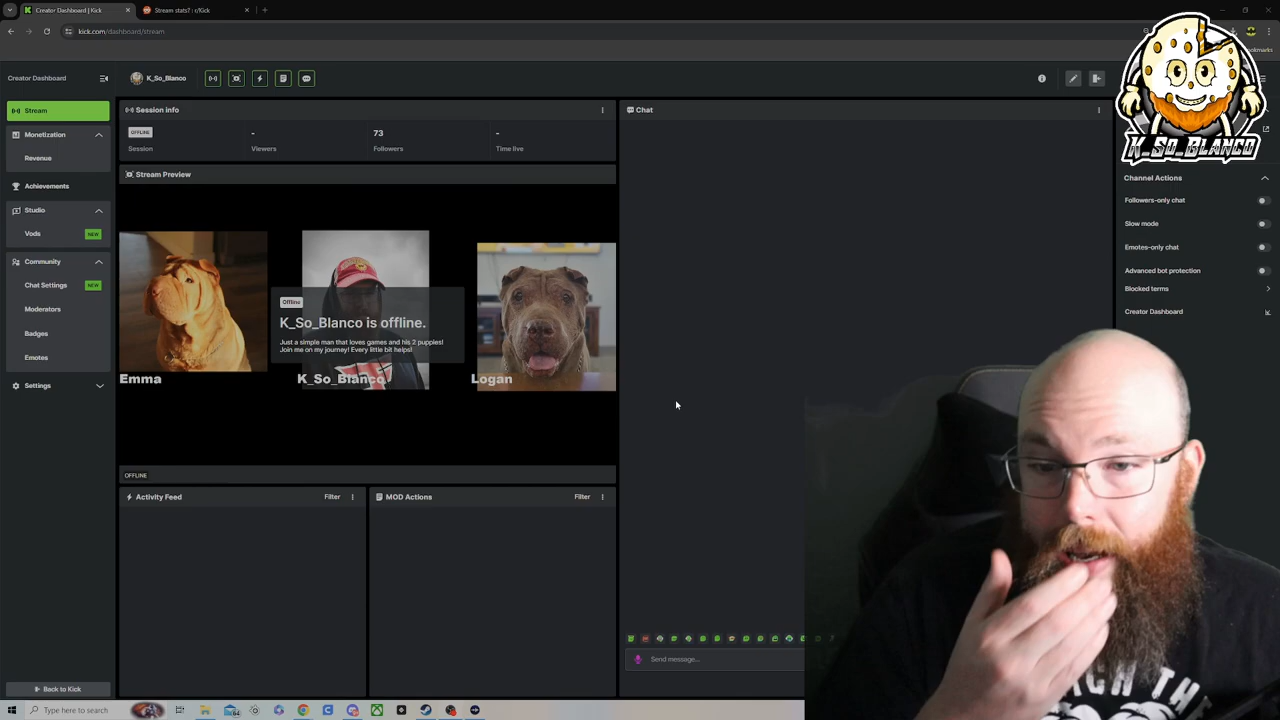 Creator Dashboard | Kick
Stream stats? : r/Kick
kick.com/dashboard/stream
Creator Dashboard
K_So_Blanco
K_So_Blanco
Stream
Monetization
Revenue
Achievements
Studio
Vods NEW
Community
Chat Settings NEW
Moderators
Badges
Emotes
Settings
Back to Kick
Session info
OFFLINE - 73 -
Session Viewers Followers Time live
Stream Preview
Offline
K_So_Blanco is offline.
Just a simple man that loves games and his 2 puppies!
Join me on my journey! Every little bit helps!
Emma K_So_Blanco Logan
OFFLINE
Activity Feed Filter
MOD Actions Filter
Chat
Send message...
Channel Actions
Followers-only chat
Slow mode
Emotes-only chat
Advanced bot protection
Blocked terms
Creator Dashboard
Type here to search